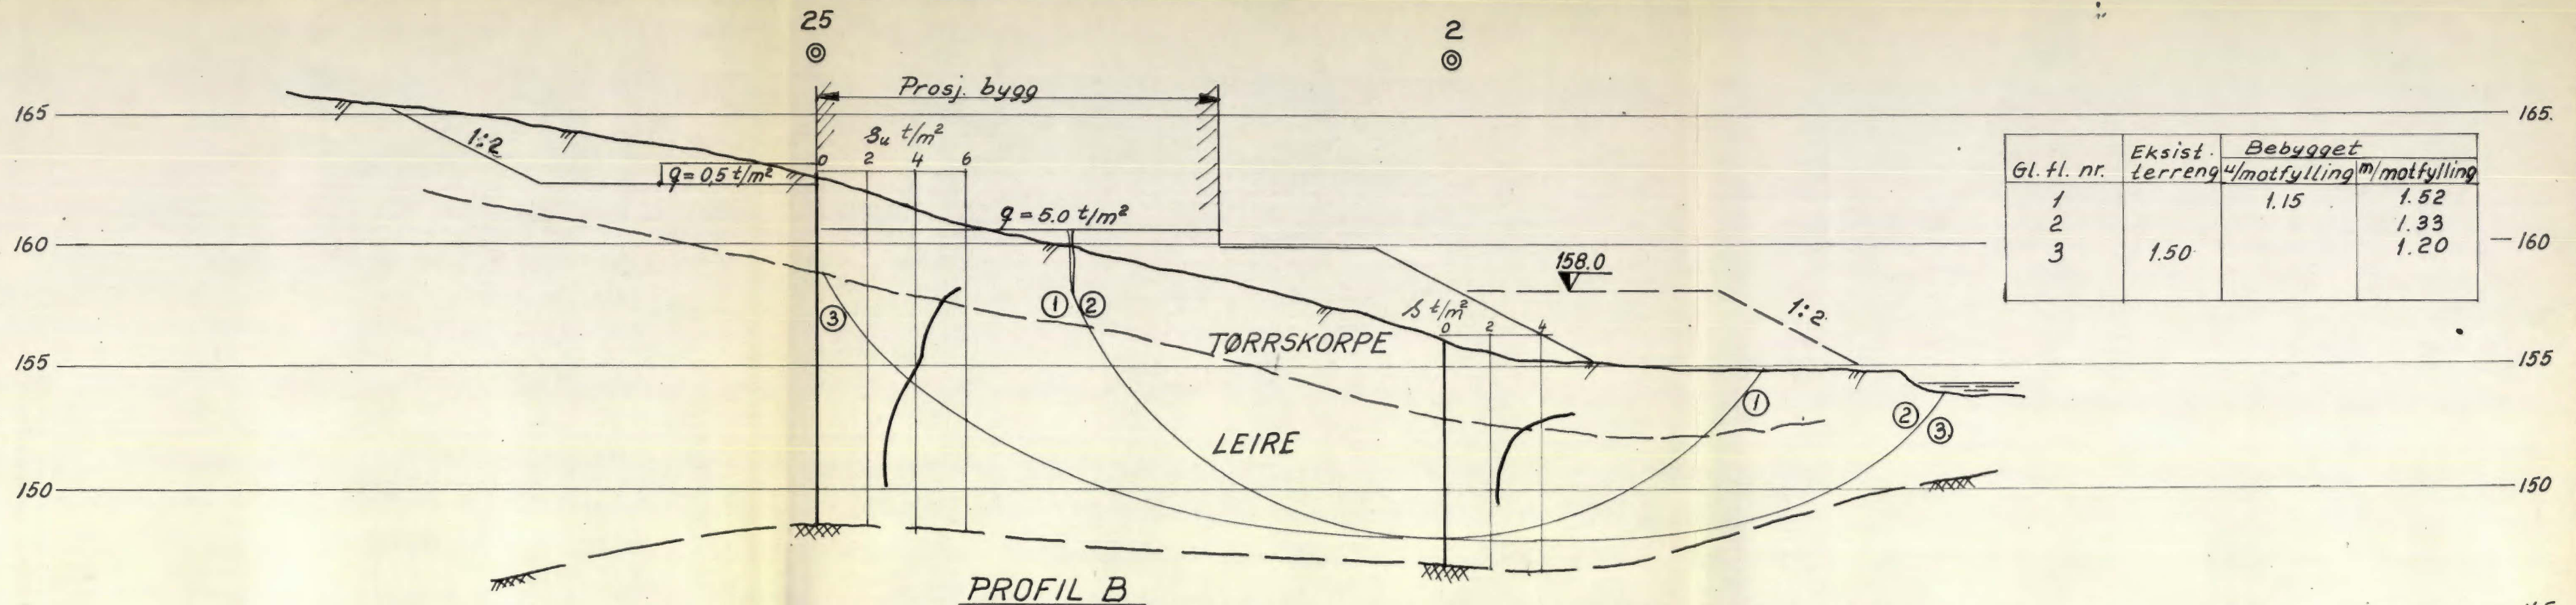 25
2
Prosj. bygg
165
165.
1:2
su t/m²
0 2 4 6
q = 0,5 t/m²
q = 5.0 t/m²
Gl. fl. nr.
Eksist. terreng
Bebygget
u/motfylling
m/motfylling
1 1.15 1.52
2 1.33
3 1.50 1.20
160
160
158.0
1:2
1 2
3
s t/m²
0 2 4
TØRRSKORPE
155
155
1
2
3
LEIRE
150
150
PROFIL B